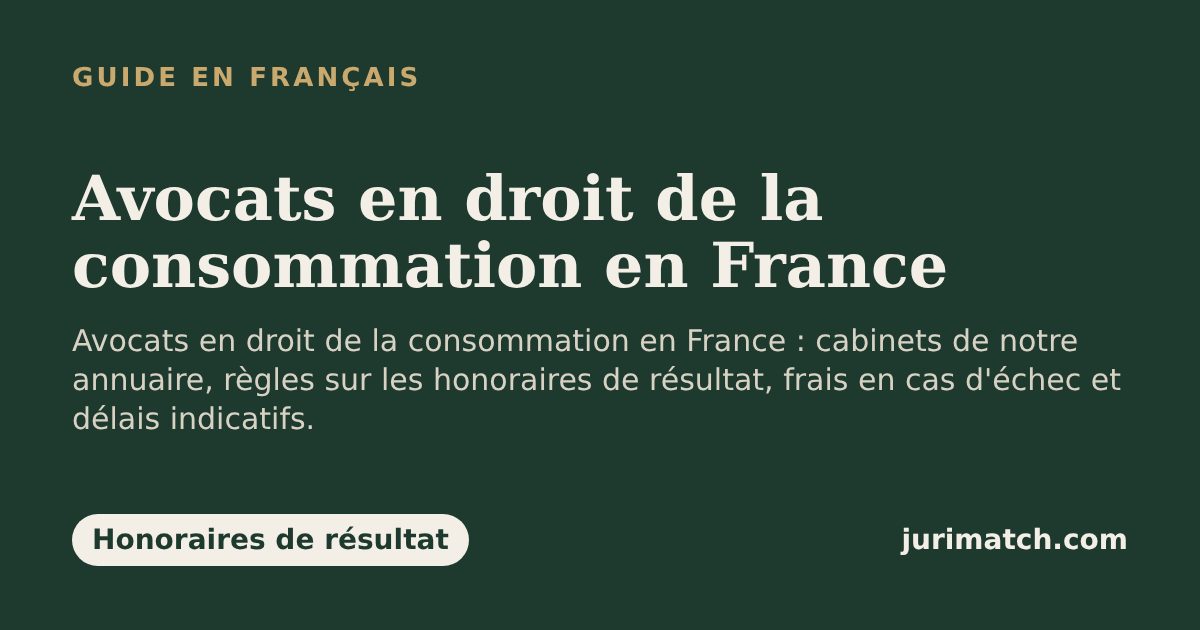 GUIDE EN FRANÇAIS
Avocats en droit de la
consommation en France
Avocats en droit de la consommation en France : cabinets de notre
annuaire, règles sur les honoraires de résultat, frais en cas d'échec et
délais indicatifs.
Honoraires de résultat
jurimatch.com